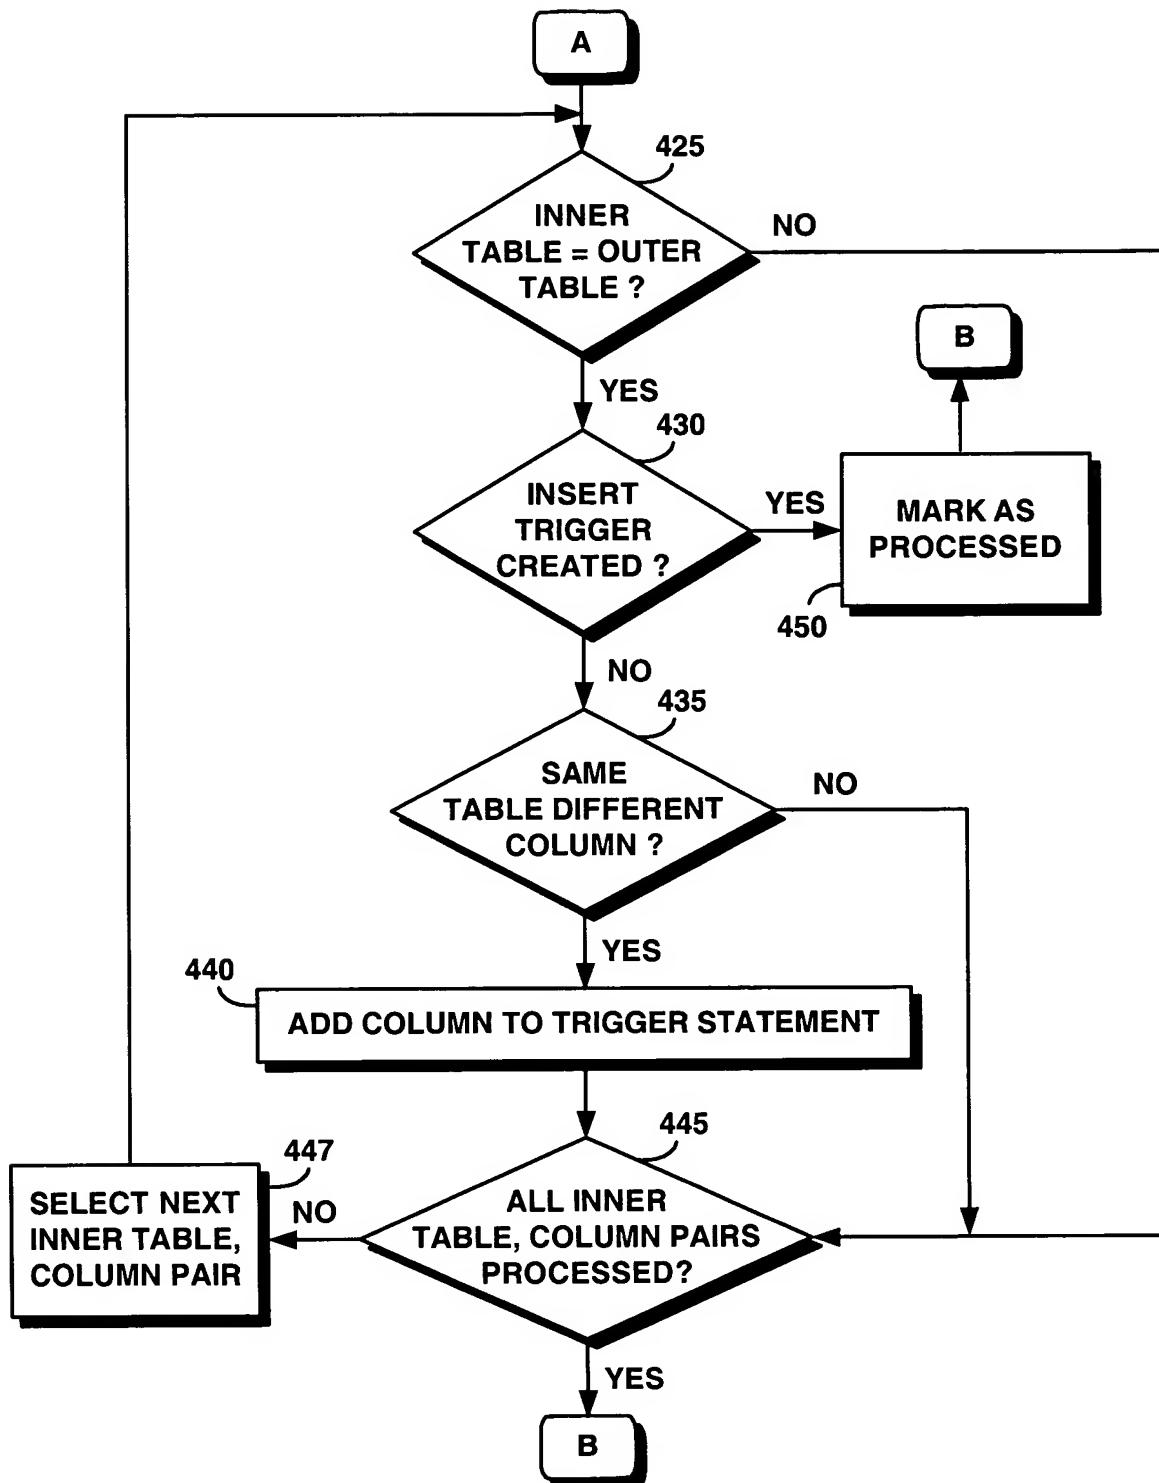 A
425
INNER
TABLE = OUTER
TABLE ?
NO
YES
B
430
INSERT
TRIGGER
CREATED ?
YES
MARK AS
PROCESSED
450
NO
435
SAME
TABLE DIFFERENT
COLUMN ?
NO
YES
440
ADD COLUMN TO TRIGGER STATEMENT
445
ALL INNER
TABLE, COLUMN PAIRS
PROCESSED?
NO
447
SELECT NEXT
INNER TABLE,
COLUMN PAIR
YES
B